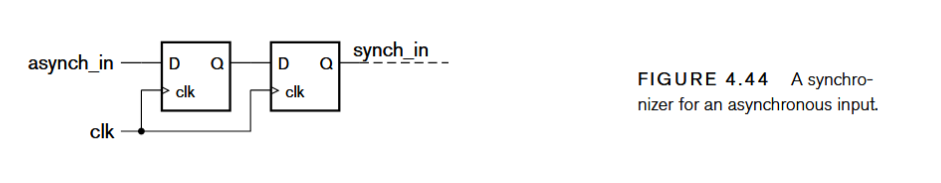 synch_in
asynch_in
D Q D Q
clk clk
clk
FIGURE 4.44 A synchro-
nizer for an asynchronous input.